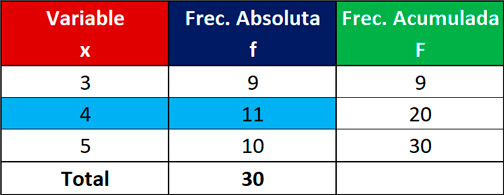 Variable Frec. Absoluta Frec. Acumulada
x f F
3 9 9
4 11 20
5 10 30
Total 30